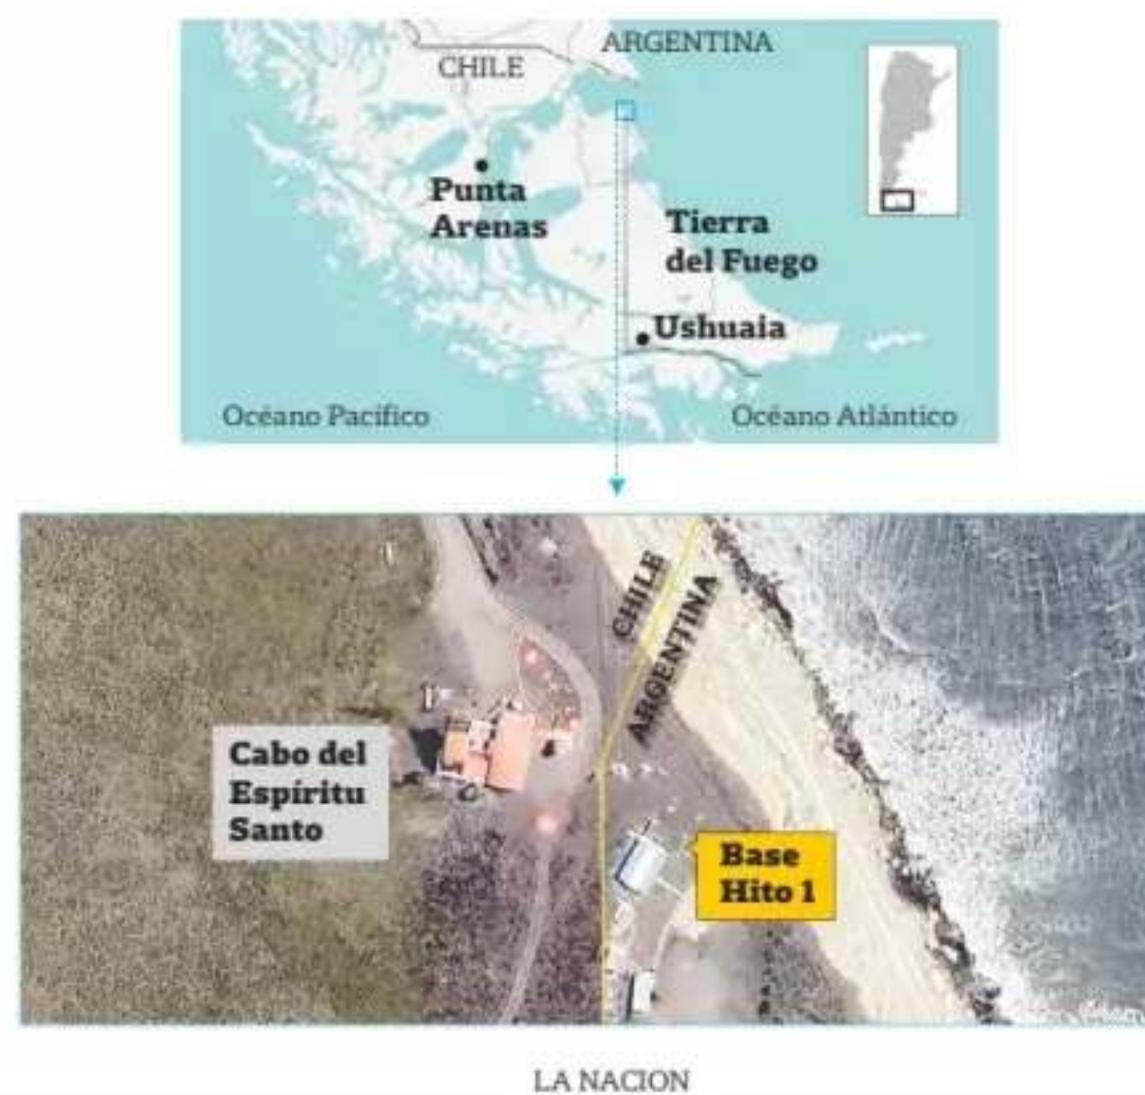 ARGENTINA
CHILE
Punta
Arenas
Tierra
del Fuego
Ushuaia
Océano Pacífico
Océano Atlántico
CHILE
ARGENTINA
Cabo del
Espíritu
Santo
Base
Hito 1
LA NACION